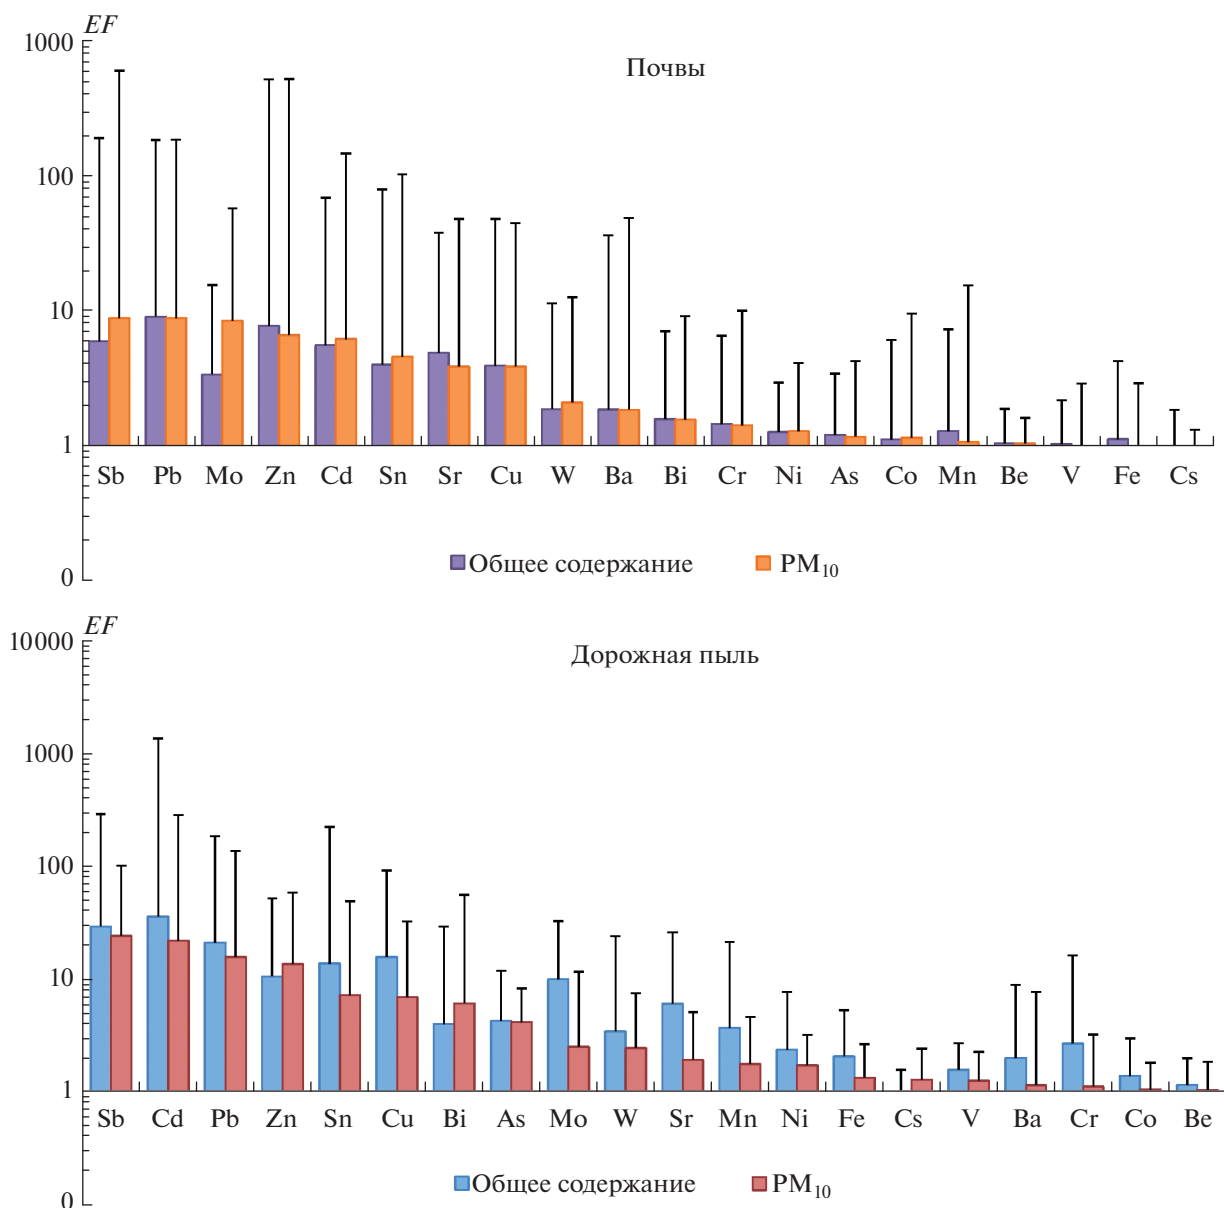 EF
Почвы
1000
100
10
1
0
Sb Pb Mo Zn Cd Sn Sr Cu W Ba Bi Cr Ni As Co Mn Be V Fe Cs
Общее содержание PM₁₀
EF
Дорожная пыль
10000
1000
100
10
1
0
Sb Cd Pb Zn Sn Cu Bi As Mo W Sr Mn Ni Fe Cs V Ba Cr Co Be
Общее содержание PM₁₀